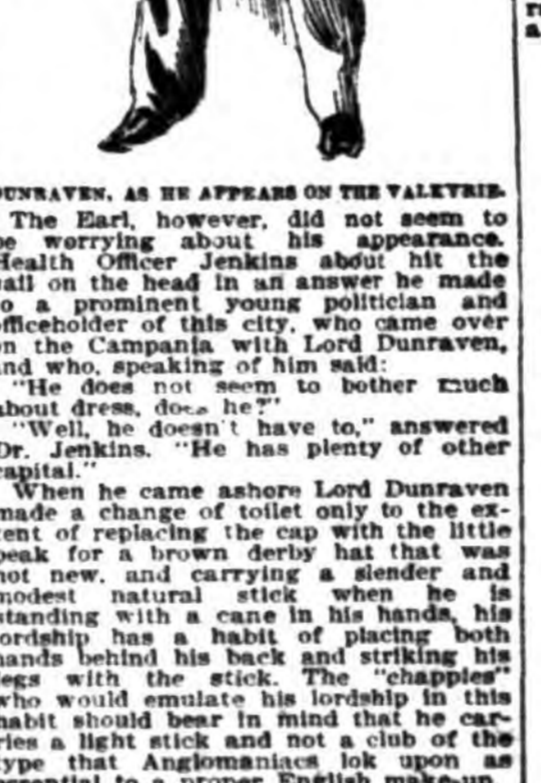 DUNRAVEN, AS HE APPEARS ON THE VALKYRIE.
The Earl, however, did not seem to
be worrying about his appearance.
Health Officer Jenkins about hit the
nail on the head in an answer he made
to a prominent young politician and
officeholder of this city, who came over
on the Campania with Lord Dunraven,
and who, speaking of him said:
"He does not seem to bother much
about dress, does he?"
"Well, he doesn't have to," answered
Dr. Jenkins. "He has plenty of other
capital."
When he came ashore Lord Dunraven
made a change of toilet only to the ex-
tent of replacing the cap with the little
peak for a brown derby hat that was
not new, and carrying a slender and
modest natural stick when he is
standing with a cane in his hands, his
lordship has a habit of placing both
hands behind his back and striking his
legs with the stick. The "chappies"
who would emulate his lordship in this
habit should bear in mind that he car-
ries a light stick and not a club of the
type that Anglomaniacs lok upon as
essential to a proper English makeup